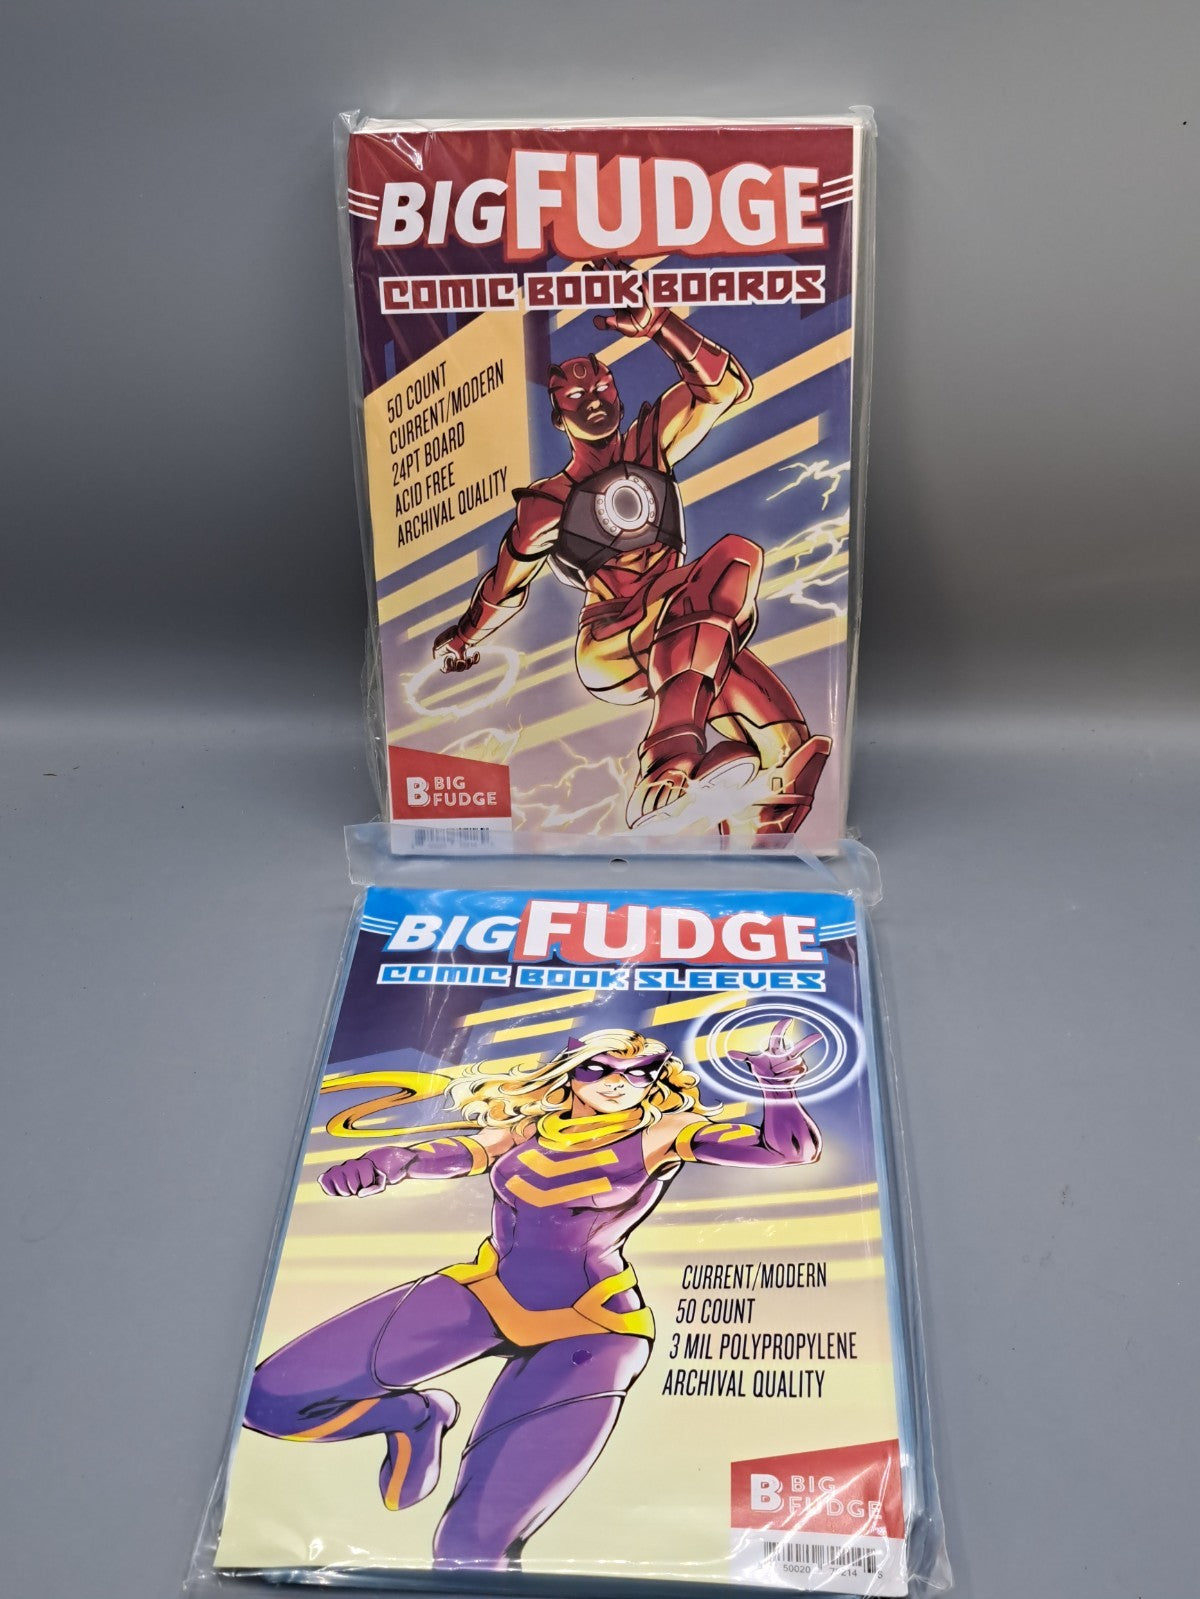 BIG FUDGE
COMIC BOOK BOARDS
50 COUNT
CURRENT/MODERN
24PT BOARD
ACID FREE
ARCHIVAL QUALITY
B BIG
FUDGE
BIG FUDGE
COMIC BOOK SLEEVES
CURRENT/MODERN
50 COUNT
3 MIL POLYPROPYLENE
ARCHIVAL QUALITY
B BIG
FUDGE